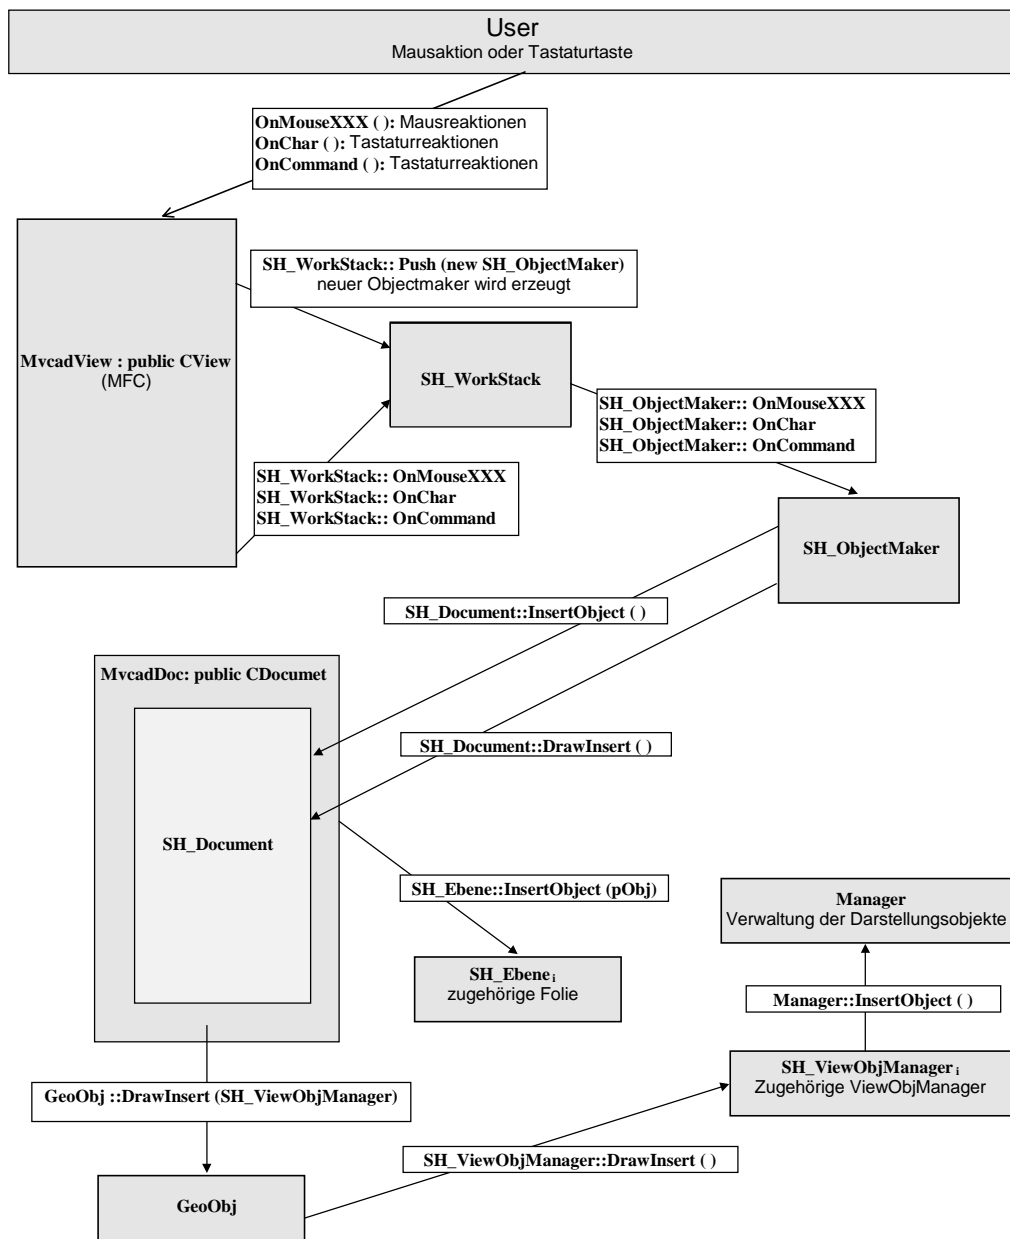 User
Mausaktion oder Tastaturtaste
OnMouseXXX ( ): Mausreaktionen
OnChar ( ): Tastaturreaktionen
OnCommand ( ): Tastaturreaktionen
SH_WorkStack:: Push (new SH_ObjectMaker)
neuer Objectmaker wird erzeugt
MvcadView : public CView
(MFC)
SH_WorkStack
SH_ObjectMaker:: OnMouseXXX
SH_ObjectMaker:: OnChar
SH_ObjectMaker:: OnCommand
SH_WorkStack:: OnMouseXXX
SH_WorkStack:: OnChar
SH_WorkStack:: OnCommand
SH_ObjectMaker
SH_Document::InsertObject ( )
MvcadDoc: public CDocumet
SH_Document::DrawInsert ( )
SH_Document
SH_Ebene::InsertObject (pObj)
Manager
Verwaltung der Darstellungsobjekte
SH_Ebene i
zugehörige Folie
Manager::InsertObject ( )
SH_ViewObjManager i
Zugehörige ViewObjManager
GeoObj ::DrawInsert (SH_ViewObjManager)
SH_ViewObjManager::DrawInsert ( )
GeoObj